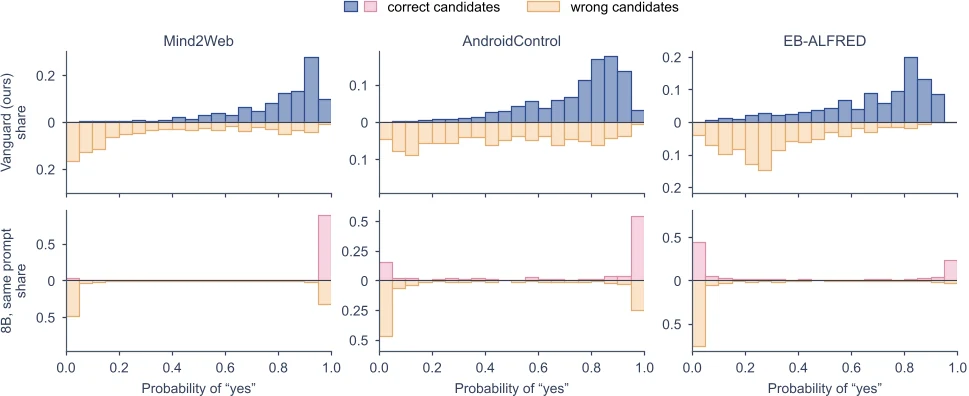 correct candidates wrong candidates
Mind2Web AndroidControl EB-ALFRED
Vanguard (ours)
share
0.2
0
0.2
0.1
0
0.1
0.2
0.1
0
0.1
0.2
8B, same prompt
share
0.5
0
0.5
0.5
0.25
0
0.25
0.5
0.5
0
0.5
0.0 0.2 0.4 0.6 0.8 1.0
0.0 0.2 0.4 0.6 0.8 1.0
0.0 0.2 0.4 0.6 0.8 1.0
Probability of “yes” Probability of “yes” Probability of “yes”